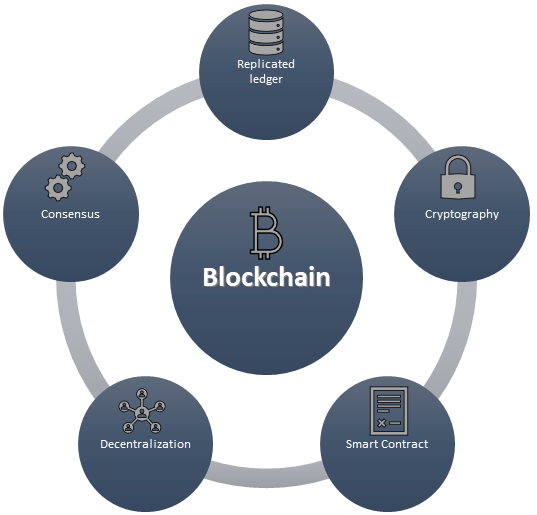 Replicated
ledger
Consensus
Cryptography
Blockchain
Decentralization
Smart Contract